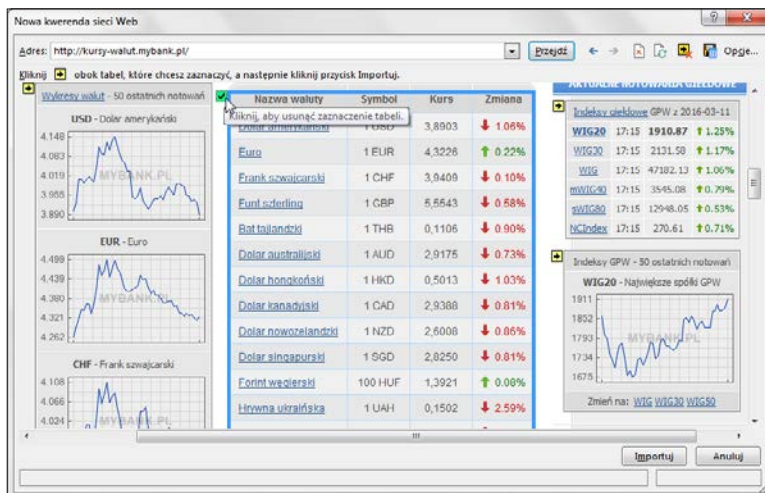 Nowa kwerenda sieci Web
Adres: http://kursy-walut.mybank.pl/
Przejdź
Opcje...
Kliknij obok tabel, które chcesz zaznaczyć, a następnie kliknij przycisk Importuj.
Wykresy walut - 50 ostatnich notowań
USD - Dolar amerykański
4.148
4.083
4.019
3.955
3.890
MYBANK.PL
EUR - Euro
4.499
4.439
4.380
4.321
4.262
MYBANK.PL
CHF - Frank szwajcarski
4.108
4.066
4.024
MYBANK.PL
Nazwa waluty Symbol Kurs Zmiana
Kliknij, aby usunąć zaznaczenie tabeli.
Dolar amerykański 1 USD 3,8903 1.06%
Euro 1 EUR 4,3226 0.22%
Frank szwajcarski 1 CHF 3,9409 0.10%
Funt szterling 1 GBP 5,5543 0.58%
Bat tajlandzki 1 THB 0,1106 0.90%
Dolar australijski 1 AUD 2,9175 0.73%
Dolar hongkoński 1 HKD 0,5013 1.03%
Dolar kanadyjski 1 CAD 2,9388 0.81%
Dolar nowozelandzki 1 NZD 2,6008 0.86%
Dolar singapurski 1 SGD 2,8250 0.81%
Forint węgierski 100 HUF 1,3921 0.08%
Hrywna ukraińska 1 UAH 0,1502 2.59%
AKTUALNE NOTOWANIA GIEŁDOWE
Indeksy giełdowe GPW z 2016-03-11
WIG20 17:15 1910.87 1.25%
WIG30 17:15 2131.58 1.17%
WIG 17:15 47182.13 1.06%
mWIG40 17:15 3545.08 0.79%
sWIG80 17:15 12948.05 0.53%
NCIndex 17:15 270.61 0.71%
Indeksy GPW - 50 ostatnich notowań
WIG20 - Największe spółki GPW
1911
1852
1793
1734
1675
MYBANK.PL
Zmień na: WIG WIG30 WIG50
Importuj
Anuluj